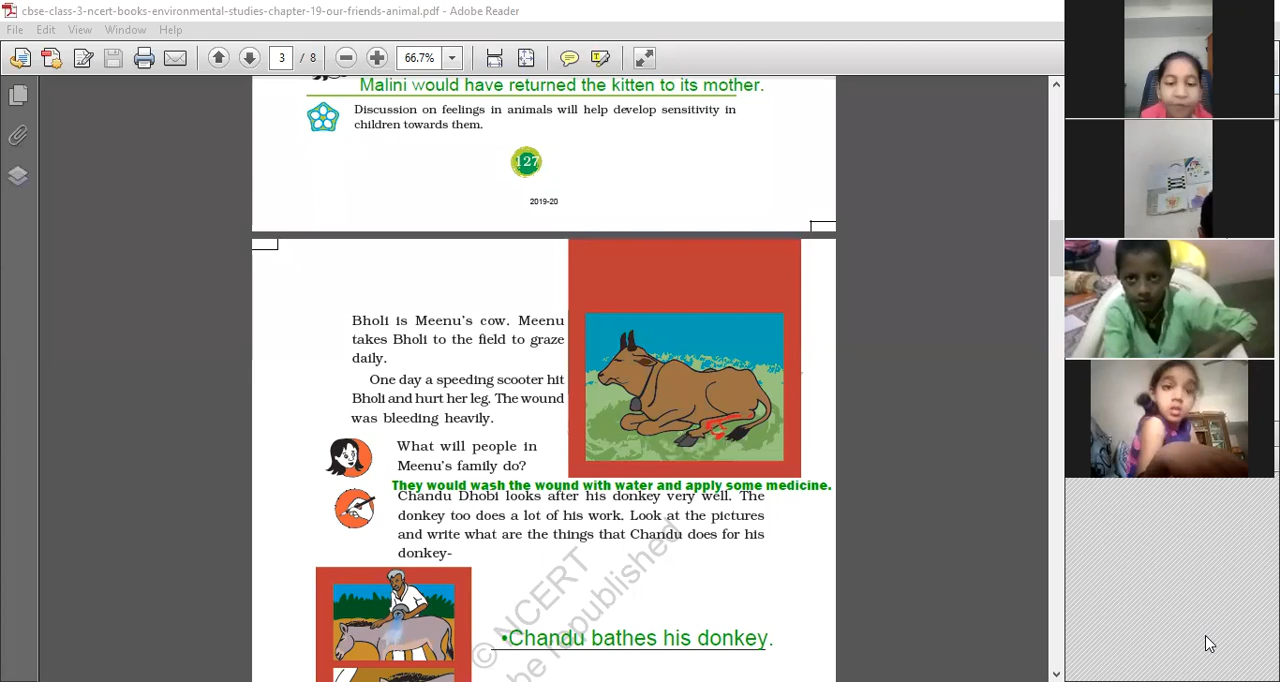 cbse-class-3-ncert-books-environmental-studies-chapter-19-our-friends-animal.pdf - Adobe Reader
File Edit View Window Help
3 / 8 66.7%
Malini would have returned the kitten to its mother.
Discussion on feelings in animals will help develop sensitivity in
children towards them.
127
2019-20
Bholi is Meenu's cow. Meenu
takes Bholi to the field to graze
daily.
One day a speeding scooter hit
Bholi and hurt her leg. The wound
was bleeding heavily.
What will people in
Meenu's family do?
They would wash the wound with water and apply some medicine.
Chandu Dhobi looks after his donkey very well. The
donkey too does a lot of his work. Look at the pictures
and write what are the things that Chandu does for his
donkey-
•Chandu bathes his donkey.
© NCERT
be republished